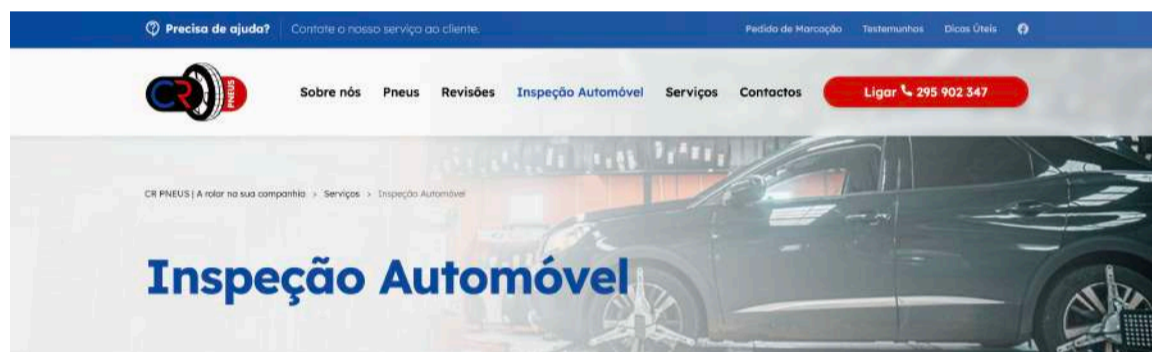 Precisa de ajuda? Contate o nosso serviço ao cliente. Pedido de Marcação Testemunhos Dicas Úteis
CR PNEUS Sobre nós Pneus Revisões Inspeção Automóvel Serviços Contactos Ligar 295 902 347
CR PNEUS | A rolar na sua companhia > Serviços > Inspeção Automóvel
Inspeção Automóvel